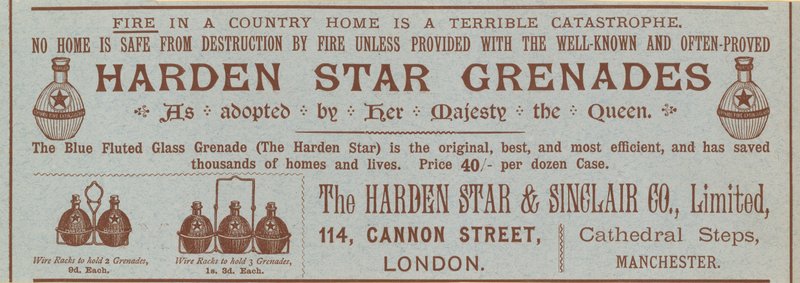 FIRE IN A COUNTRY HOME IS A TERRIBLE CATASTROPHE.
NO HOME IS SAFE FROM DESTRUCTION BY FIRE UNLESS PROVIDED WITH THE WELL-KNOWN AND OFTEN-PROVED
HARDEN STAR GRENADES
As adopted by Her Majesty the Queen.
The Blue Fluted Glass Grenade (The Harden Star) is the original, best, and most efficient, and has saved
thousands of homes and lives. Price 40/- per dozen Case.
Wire Racks to hold 2 Grenades,
9d. Each.
Wire Racks to hold 3 Grenades,
1s. 3d. Each.
The HARDEN STAR & SINCLAIR CO., Limited,
114, CANNON STREET,
LONDON.
Cathedral Steps,
MANCHESTER.